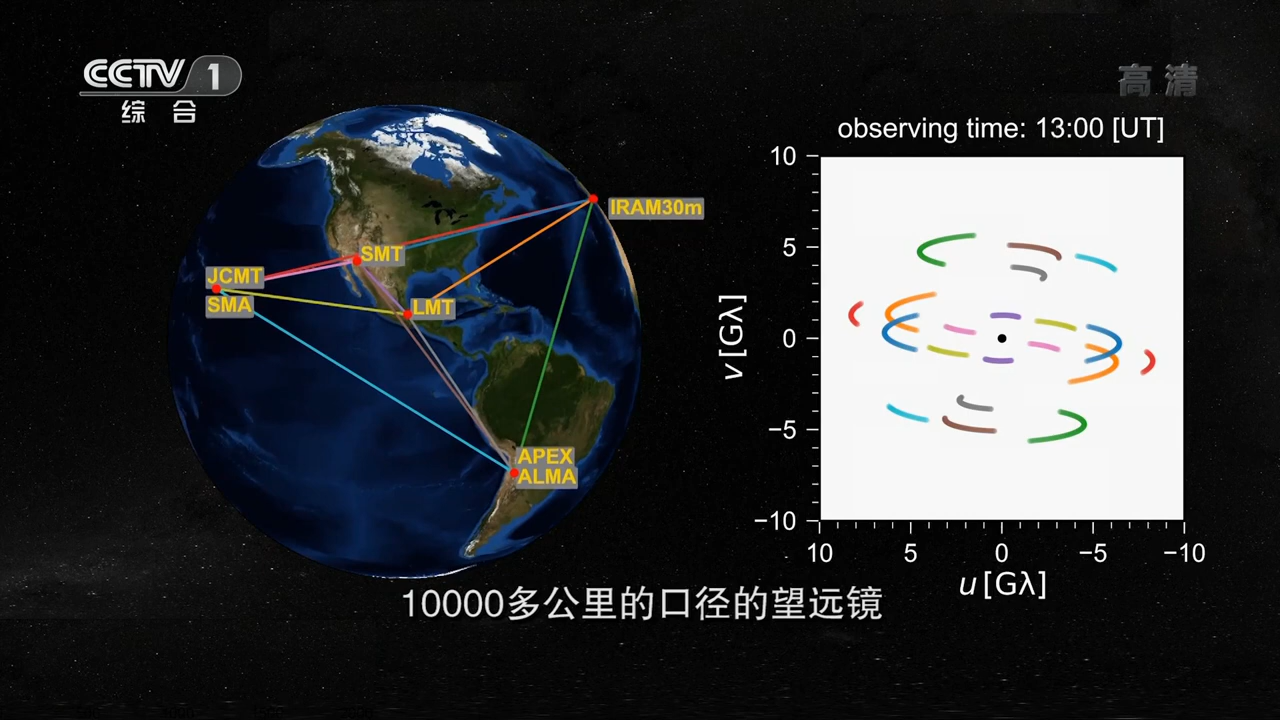 CCTV 1
综合
高清
observing time: 13:00 [UT]
IRAM30m
SMT
JCMT
SMA
LMT
APEX
ALMA
10
5
0
−5
−10
v [Gλ]
10 5 0 −5 −10
u [Gλ]
10000多公里的口径的望远镜